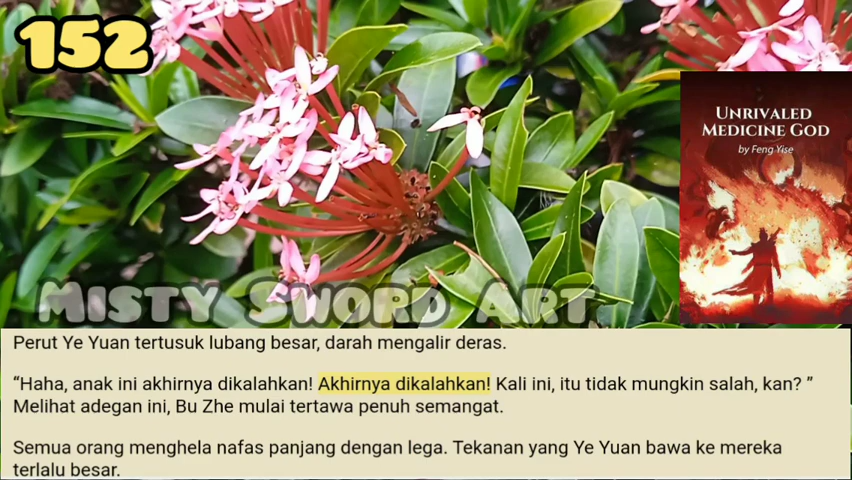 152
UNRIVALED
MEDICINE GOD
by Feng Yise
MISTY SWORD ART
Perut Ye Yuan tertusuk lubang besar, darah mengalir deras.
“Haha, anak ini akhirnya dikalahkan! Akhirnya dikalahkan! Kali ini, itu tidak mungkin salah, kan? ”
Melihat adegan ini, Bu Zhe mulai tertawa penuh semangat.
Semua orang menghela nafas panjang dengan lega. Tekanan yang Ye Yuan bawa ke mereka
terlalu besar.